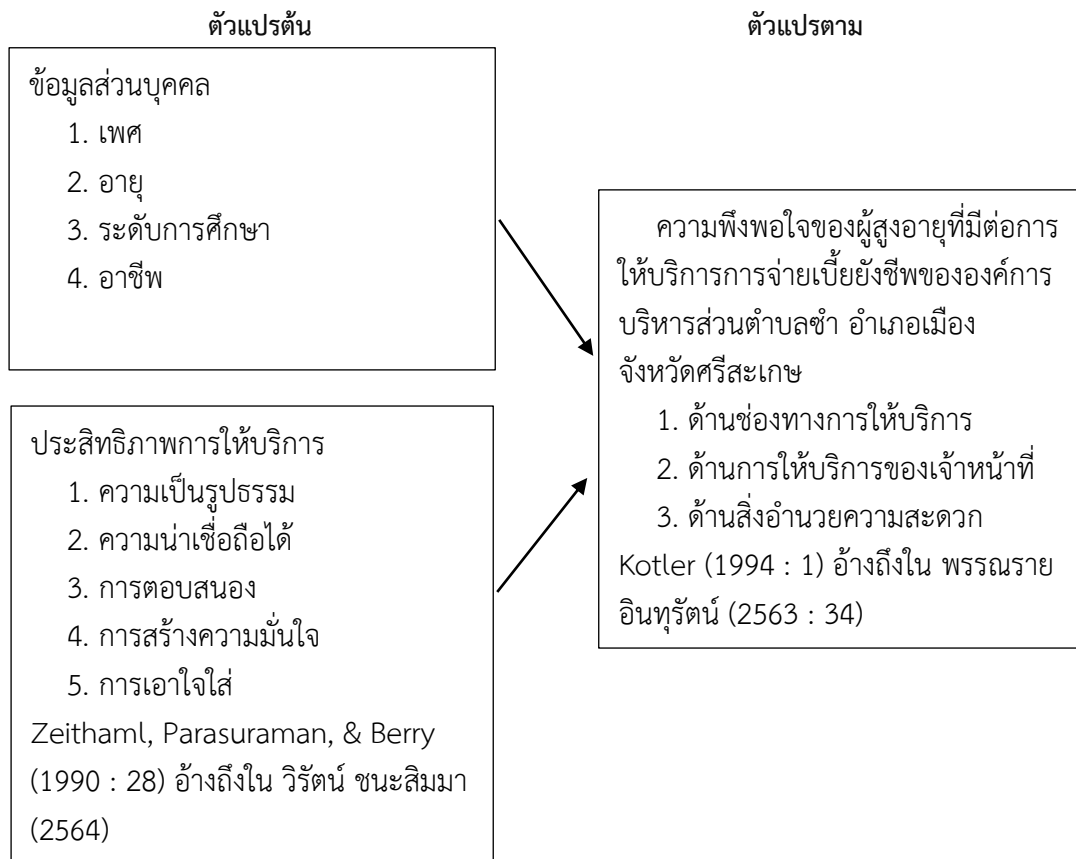 ตัวแปรต้น
ข้อมูลส่วนบุคคล
1. เพศ
2. อายุ
3. ระดับการศึกษา
4. อาชีพ
ประสิทธิภาพการให้บริการ
1. ความเป็นรูปธรรม
2. ความน่าเชื่อถือได้
3. การตอบสนอง
4. การสร้างความมั่นใจ
5. การเอาใจใส่
Zeithaml, Parasuraman, & Berry
(1990 : 28) อ้างถึงใน วิรัตน์ ชนะสิมมา
(2564)
ตัวแปรตาม
ความพึงพอใจของผู้สูงอายุที่มีต่อการ
ให้บริการการจ่ายเบี้ยยังชีพขององค์การ
บริหารส่วนตำบลซำ อำเภอเมือง
จังหวัดศรีสะเกษ
1. ด้านช่องทางการให้บริการ
2. ด้านการให้บริการของเจ้าหน้าที่
3. ด้านสิ่งอำนวยความสะดวก
Kotler (1994 : 1) อ้างถึงใน พรรณราย
อินทุรัตน์ (2563 : 34)